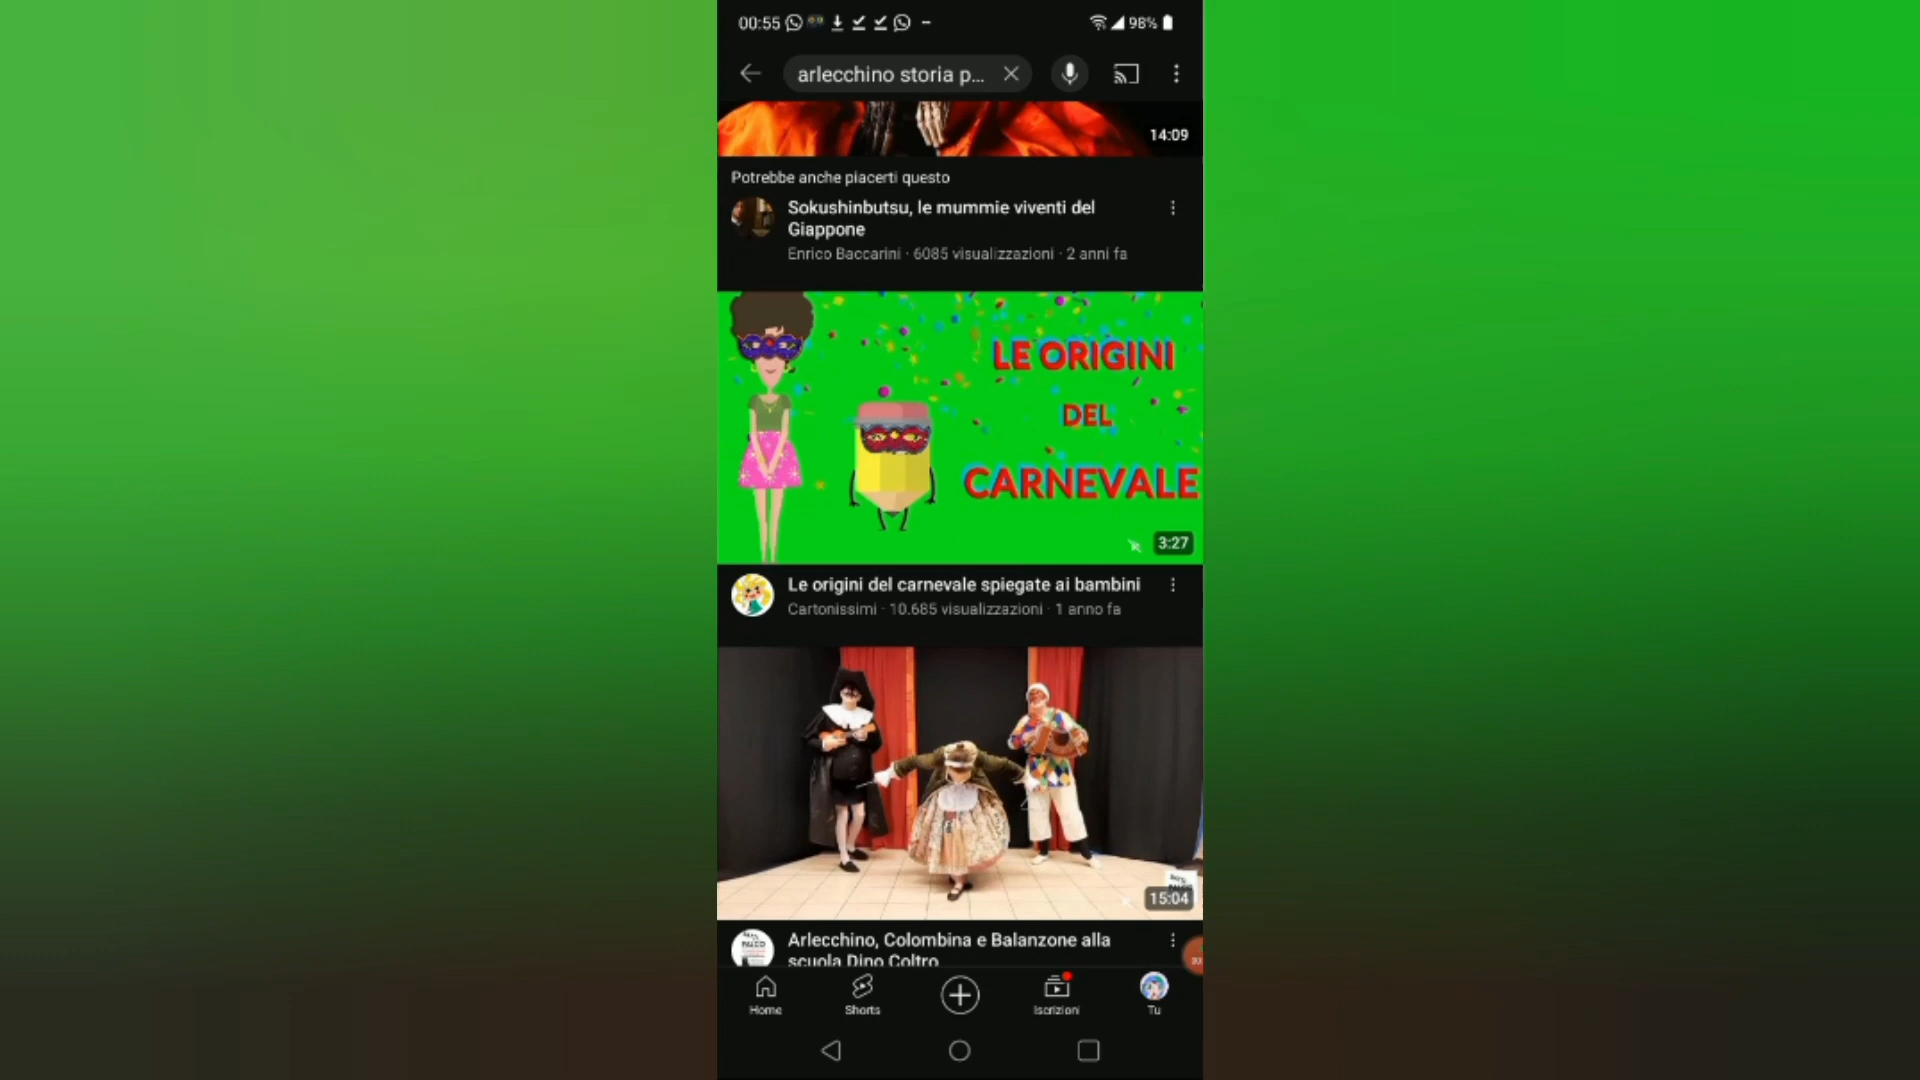 00:55
98%
arlecchino storia p...
14:09
Potrebbe anche piacerti questo
Sokushinbutsu, le mummie viventi del
Giappone
Enrico Baccarini · 6085 visualizzazioni · 2 anni fa
LE ORIGINI
DEL
CARNEVALE
3:27
Le origini del carnevale spiegate ai bambini
Cartonissimi · 10.685 visualizzazioni · 1 anno fa
15:04
PALCO
Arlecchino, Colombina e Balanzone alla
scuola Dino Coltro
Home
Shorts
Iscrizioni
Tu